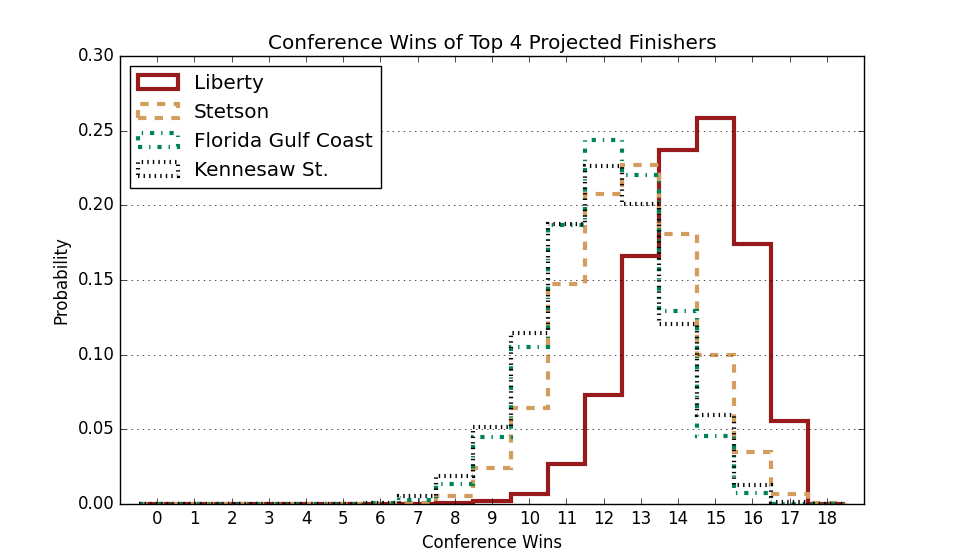 Conference Wins of Top 4 Projected Finishers
Liberty
Stetson
Florida Gulf Coast
Kennesaw St.
0.30
0.25
0.20
0.15
0.10
0.05
0.00
Probability
0 1 2 3 4 5 6 7 8 9 10 11 12 13 14 15 16 17 18
Conference Wins